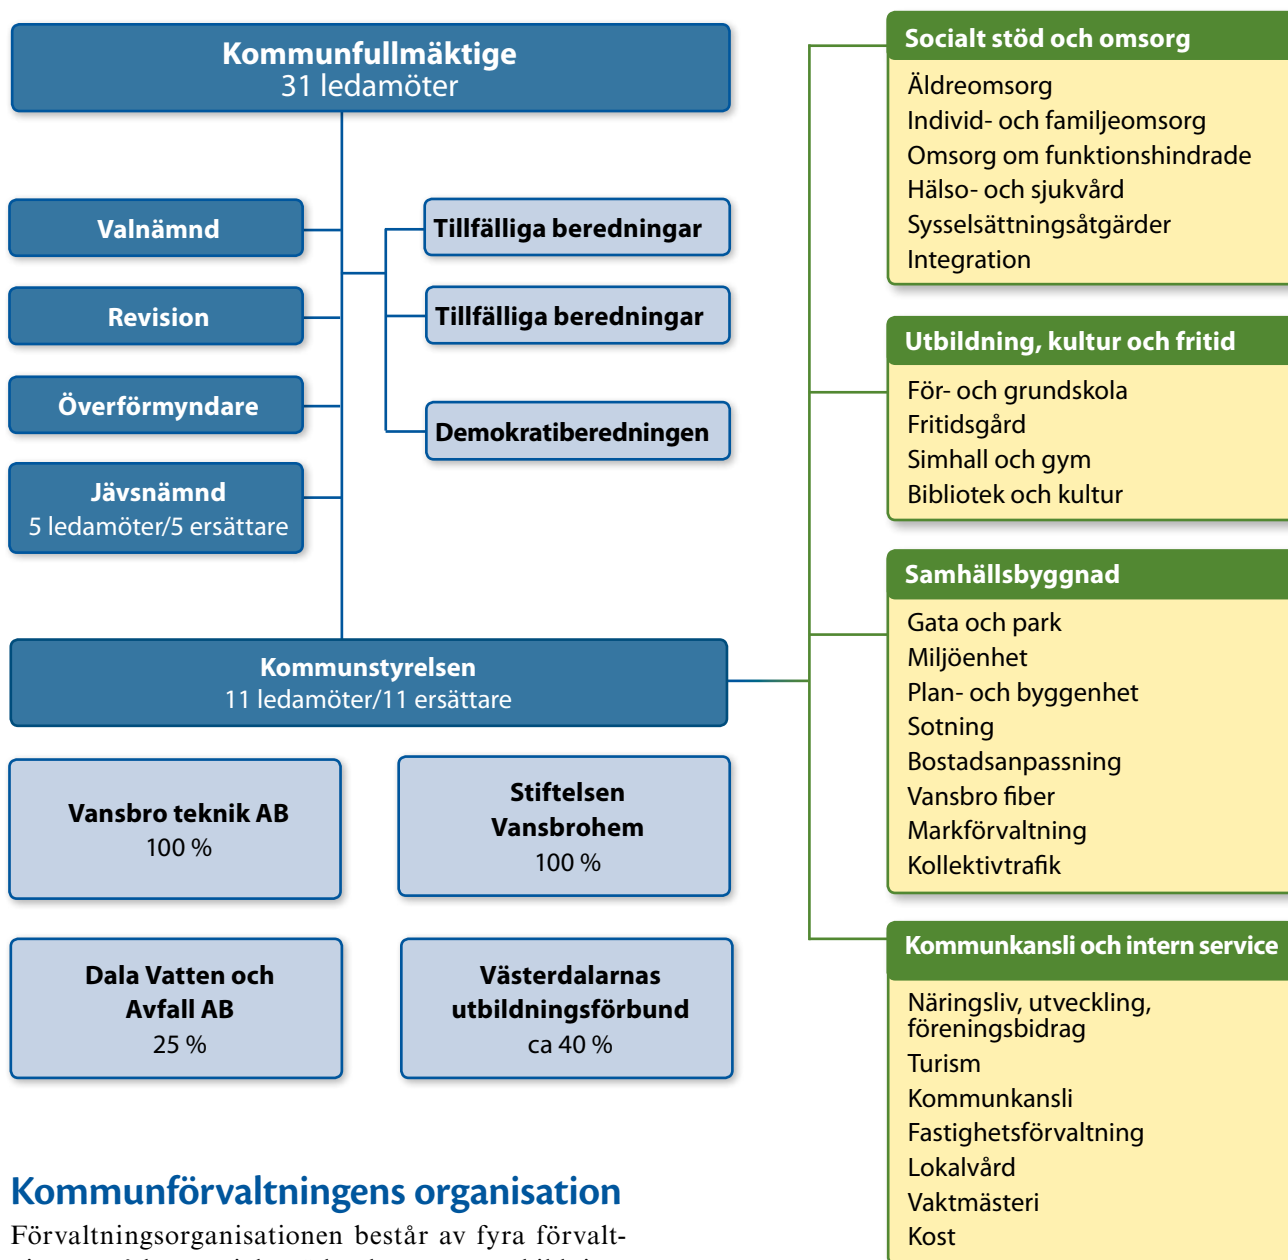 Kommunfullmäktige
31 ledamöter
Valnämnd
Revision
Överförmyndare
Jävsnämnd
5 ledamöter/5 ersättare
Tillfälliga beredningar
Tillfälliga beredningar
Demokratiberedningen
Kommunstyrelsen
11 ledamöter/11 ersättare
Vansbro teknik AB
100 %
Stiftelsen
Vansbrohem
100 %
Dala Vatten och
Avfall AB
25 %
Västerdalarnas
utbildningsförbund
ca 40 %
Socialt stöd och omsorg
Äldreomsorg
Individ- och familjeomsorg
Omsorg om funktionshindrade
Hälso- och sjukvård
Sysselsättningsåtgärder
Integration
Utbildning, kultur och fritid
För- och grundskola
Fritidsgård
Simhall och gym
Bibliotek och kultur
Samhällsbyggnad
Gata och park
Miljöenhet
Plan- och byggenhet
Sotning
Bostadsanpassning
Vansbro fiber
Markförvaltning
Kollektivtrafik
Kommunkansli och intern service
Näringsliv, utveckling,
föreningsbidrag
Turism
Kommunkansli
Fastighetsförvaltning
Lokalvård
Vaktmästeri
Kost
Kommunförvaltningens organisation
Förvaltningsorganisationen består av fyra förvalt-